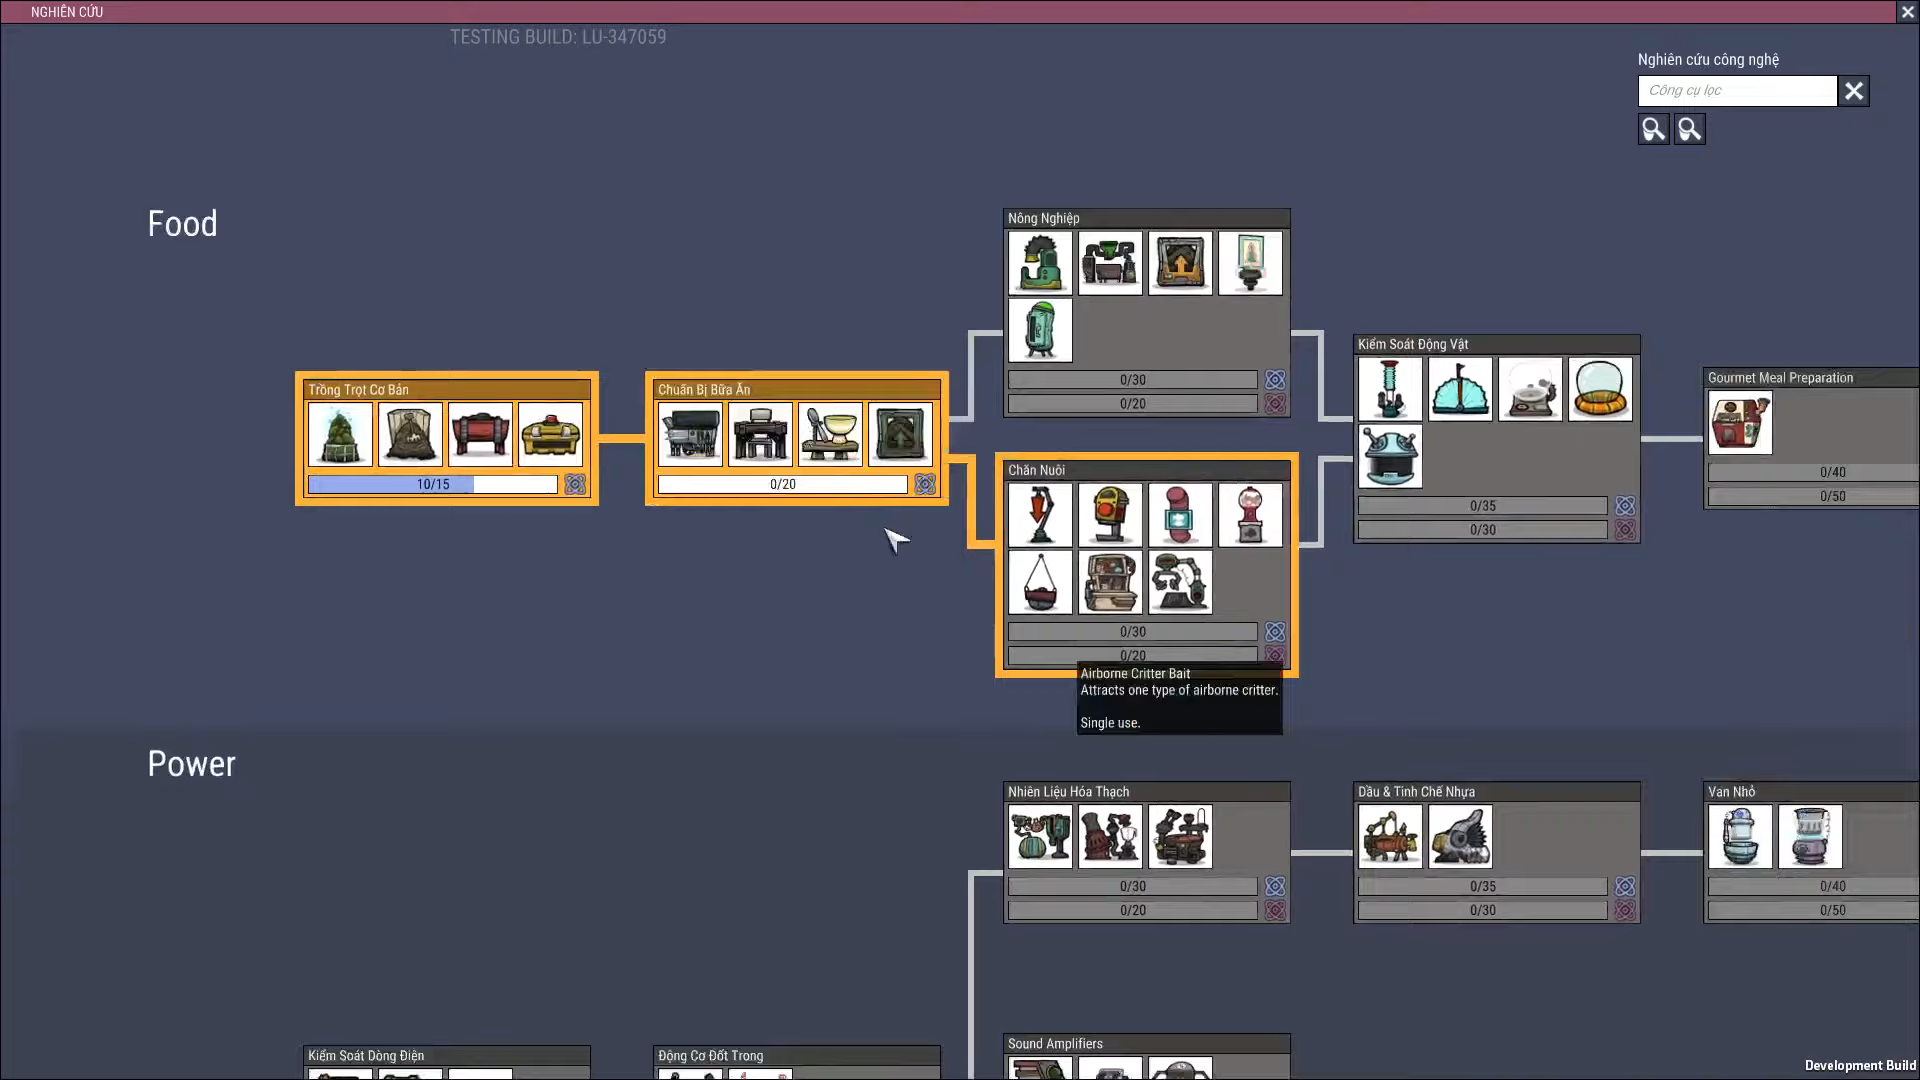 NGHIÊN CỨU
TESTING BUILD: LU-347059
Nghiên cứu công nghệ
Công cụ lọc
Food
Nông Nghiệp
0/30
0/20
Trồng Trọt Cơ Bản
10/15
Chuẩn Bị Bữa Ăn
0/20
Chăn Nuôi
0/30
0/20
Airborne Critter Bait
Attracts one type of airborne critter.
Single use.
Kiểm Soát Động Vật
0/35
0/30
Gourmet Meal Preparation
0/40
0/50
Power
Nhiên Liệu Hóa Thạch
0/30
0/20
Dầu & Tinh Chế Nhựa
0/35
0/30
Van Nhỏ
0/40
0/50
Kiểm Soát Dòng Điện
Động Cơ Đốt Trong
Sound Amplifiers
Development Build